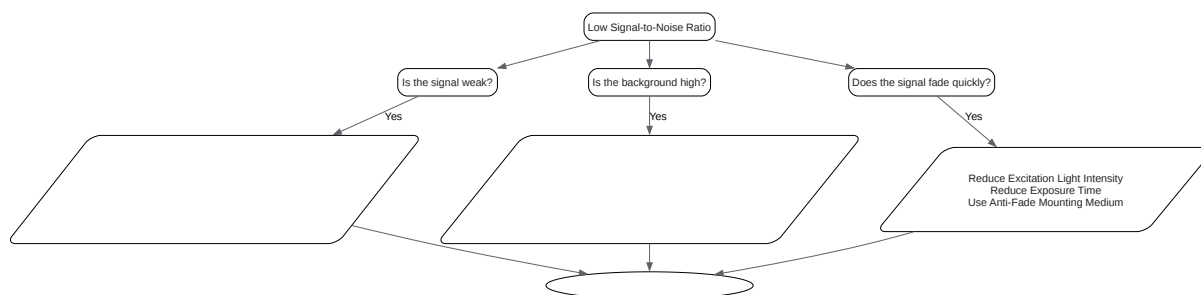 Low Signal-to-Noise Ratio
Is the signal weak?
Is the background high?
Does the signal fade quickly?
Yes
Yes
Yes
Reduce Excitation Light Intensity
Reduce Exposure Time
Use Anti-Fade Mounting Medium